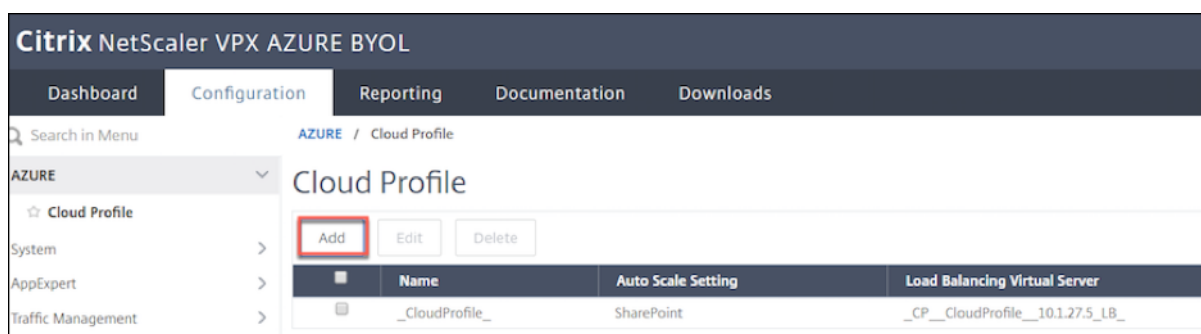 Citrix NetScaler VPX AZURE BYOL
Dashboard Configuration Reporting Documentation Downloads
Search in Menu
AZURE / Cloud Profile
AZURE
Cloud Profile
Cloud Profile
System
AppExpert
Traffic Management
Add Edit Delete
Name Auto Scale Setting Load Balancing Virtual Server
_CloudProfile_ SharePoint _CP__CloudProfile__10.1.27.5_LB_